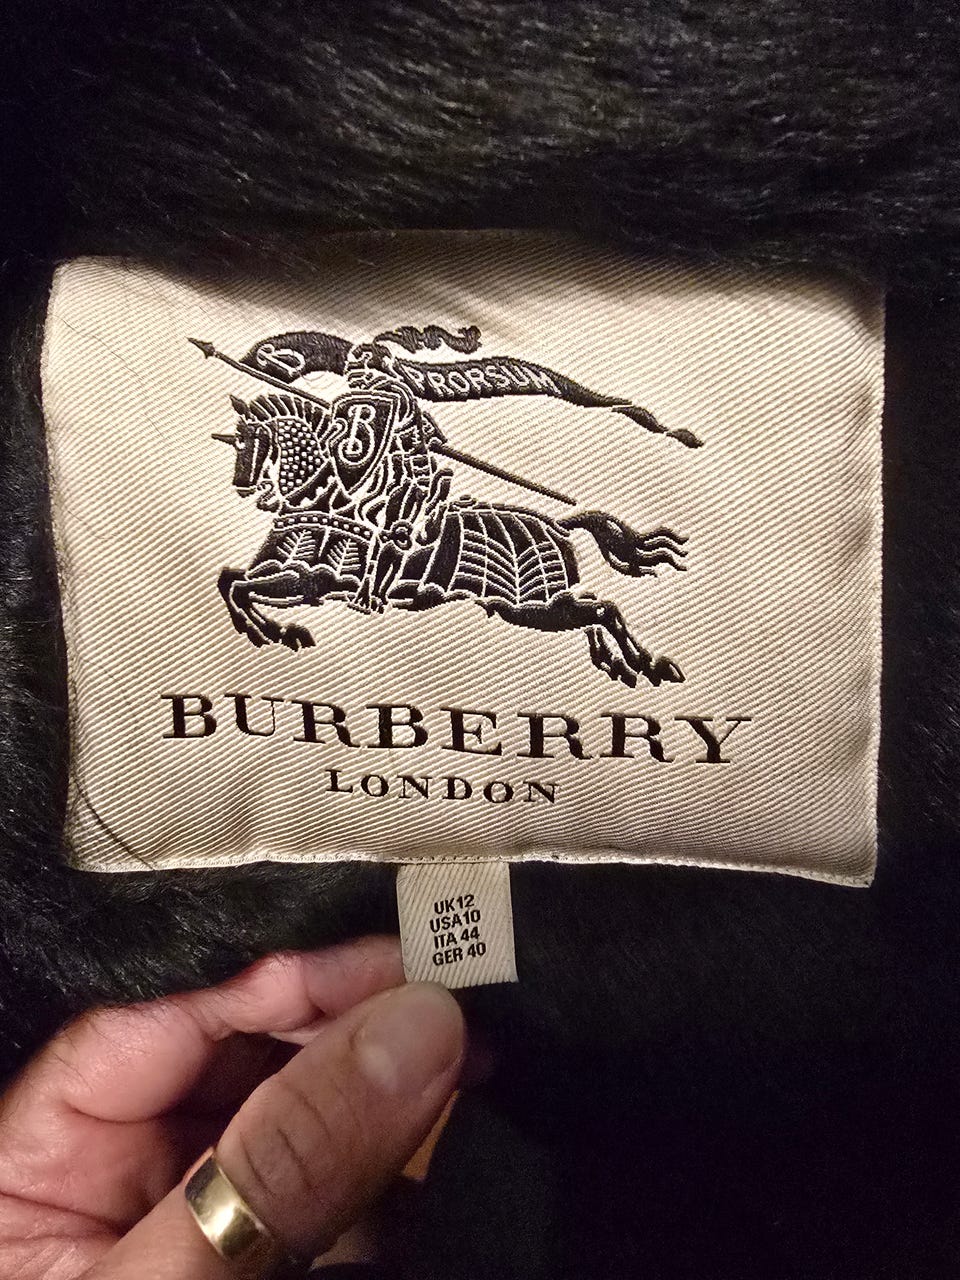 B PRORSUM
B
BURBERRY
LONDON
UK12
USA10
ITA 44
GER 40